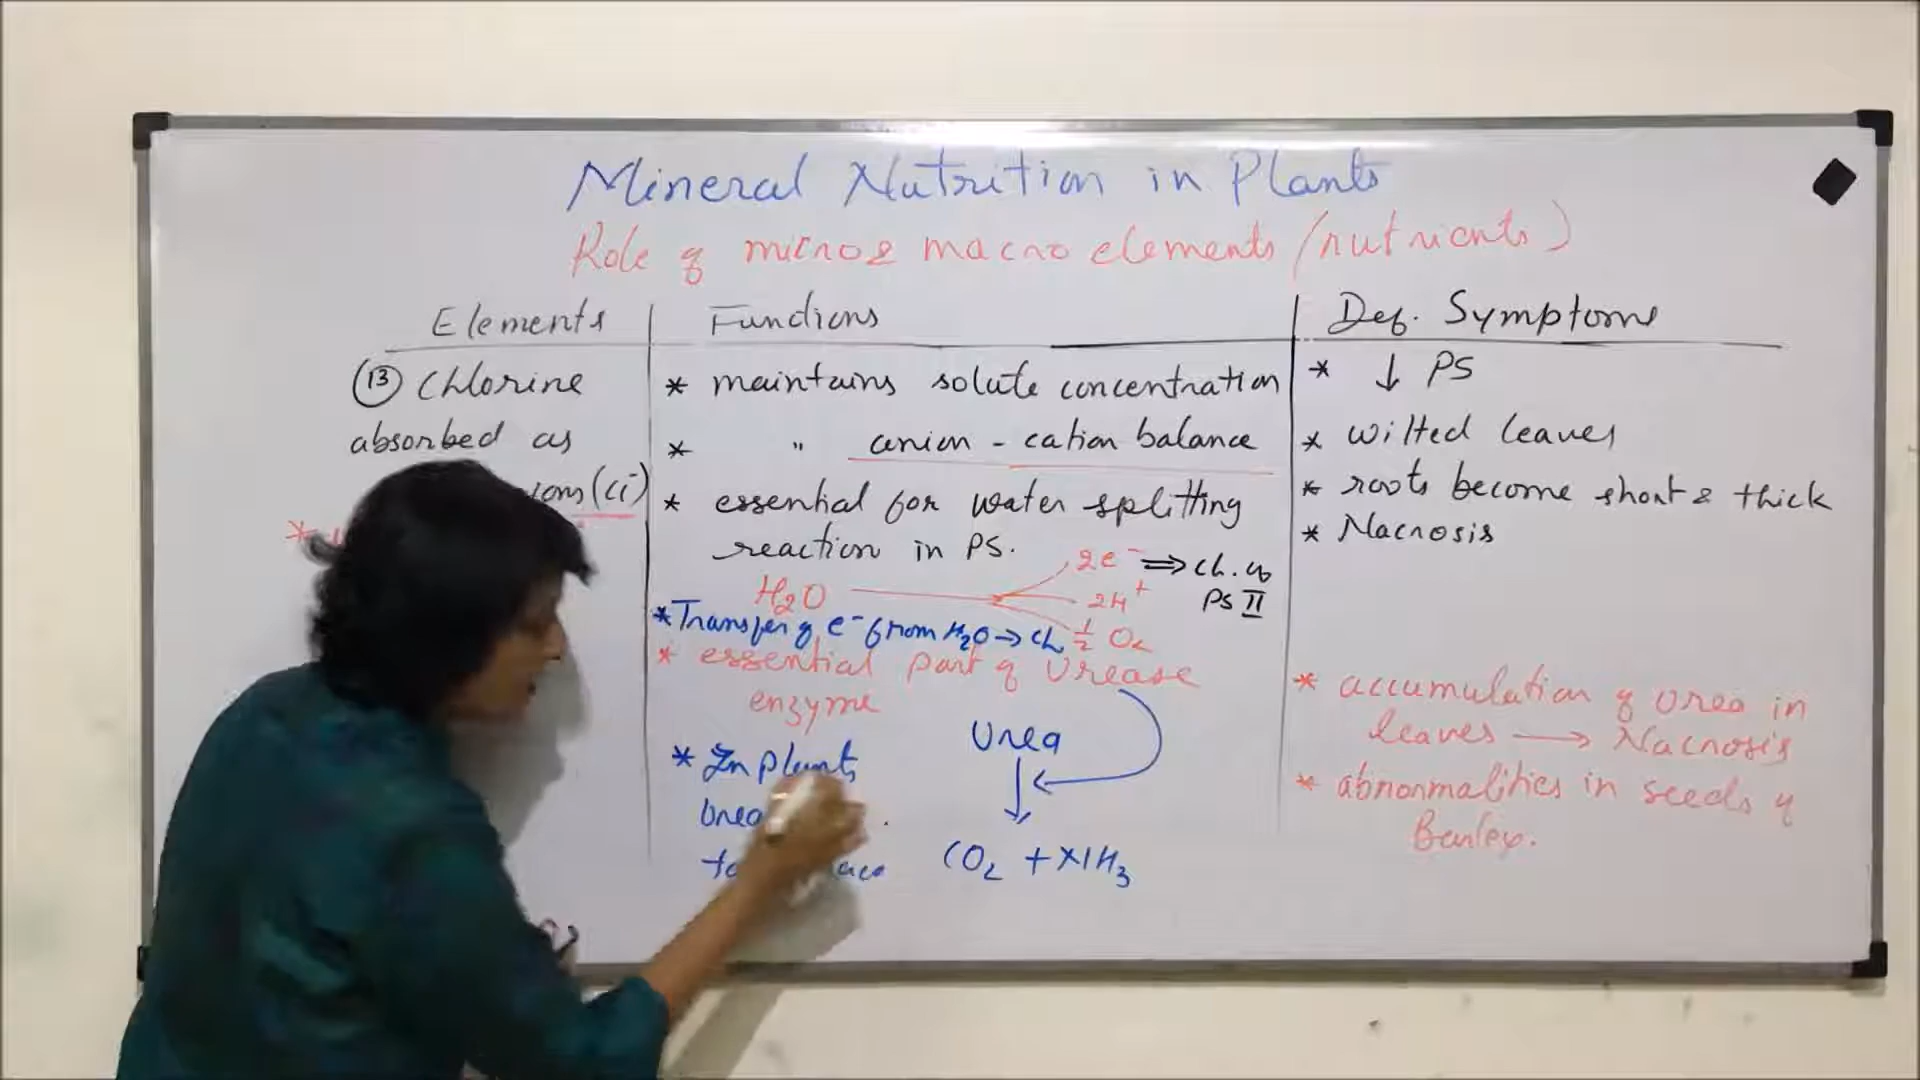 Mineral Nutrition in Plants
Role of micro & macro elements (nutrients)
Elements
Functions
Def. Symptoms
(13) Chlorine
absorbed as
ions (Cl⁻)
* maintains solute concentration
* " anion - cation balance
* essential for water splitting
reaction in PS.
H₂O
2e⁻ ⇒ Ch. of
PS II
2H⁺
½ O₂
* Transfer of e⁻ from H₂O → Ch
* essential part of Urease
enzyme
* In plants
Urea
CO₂ + NH₃
* ↓ PS
* wilted leaves
* roots become short & thick
* Nacrosis
* accumulation of urea in
leaves → Nacrosis
* abnormalities in seeds of
Barley.